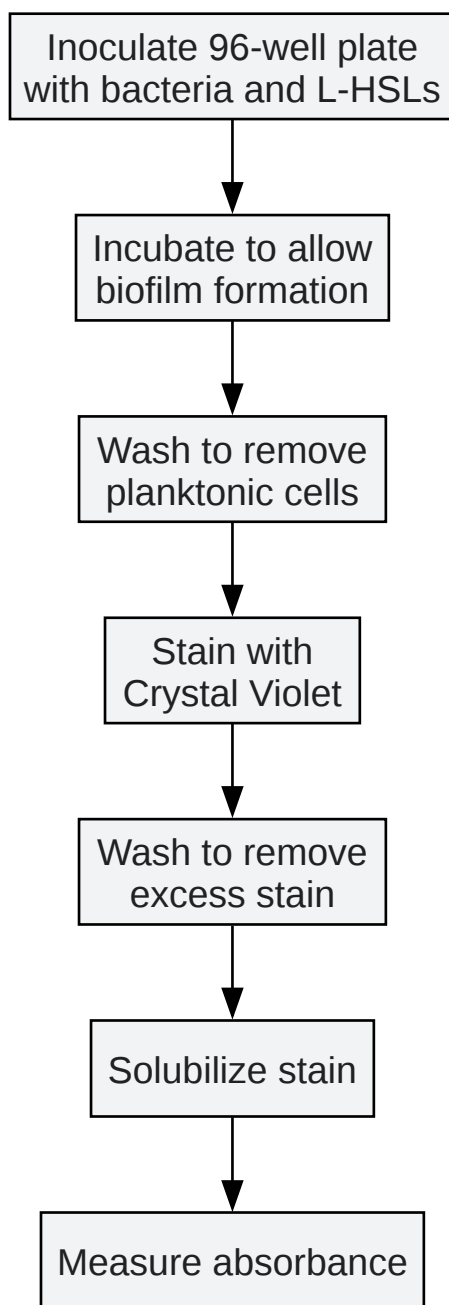 Inoculate 96-well plate
with bacteria and L-HSLs
Incubate to allow
biofilm formation
Wash to remove
planktonic cells
Stain with
Crystal Violet
Wash to remove
excess stain
Solubilize stain
Measure absorbance